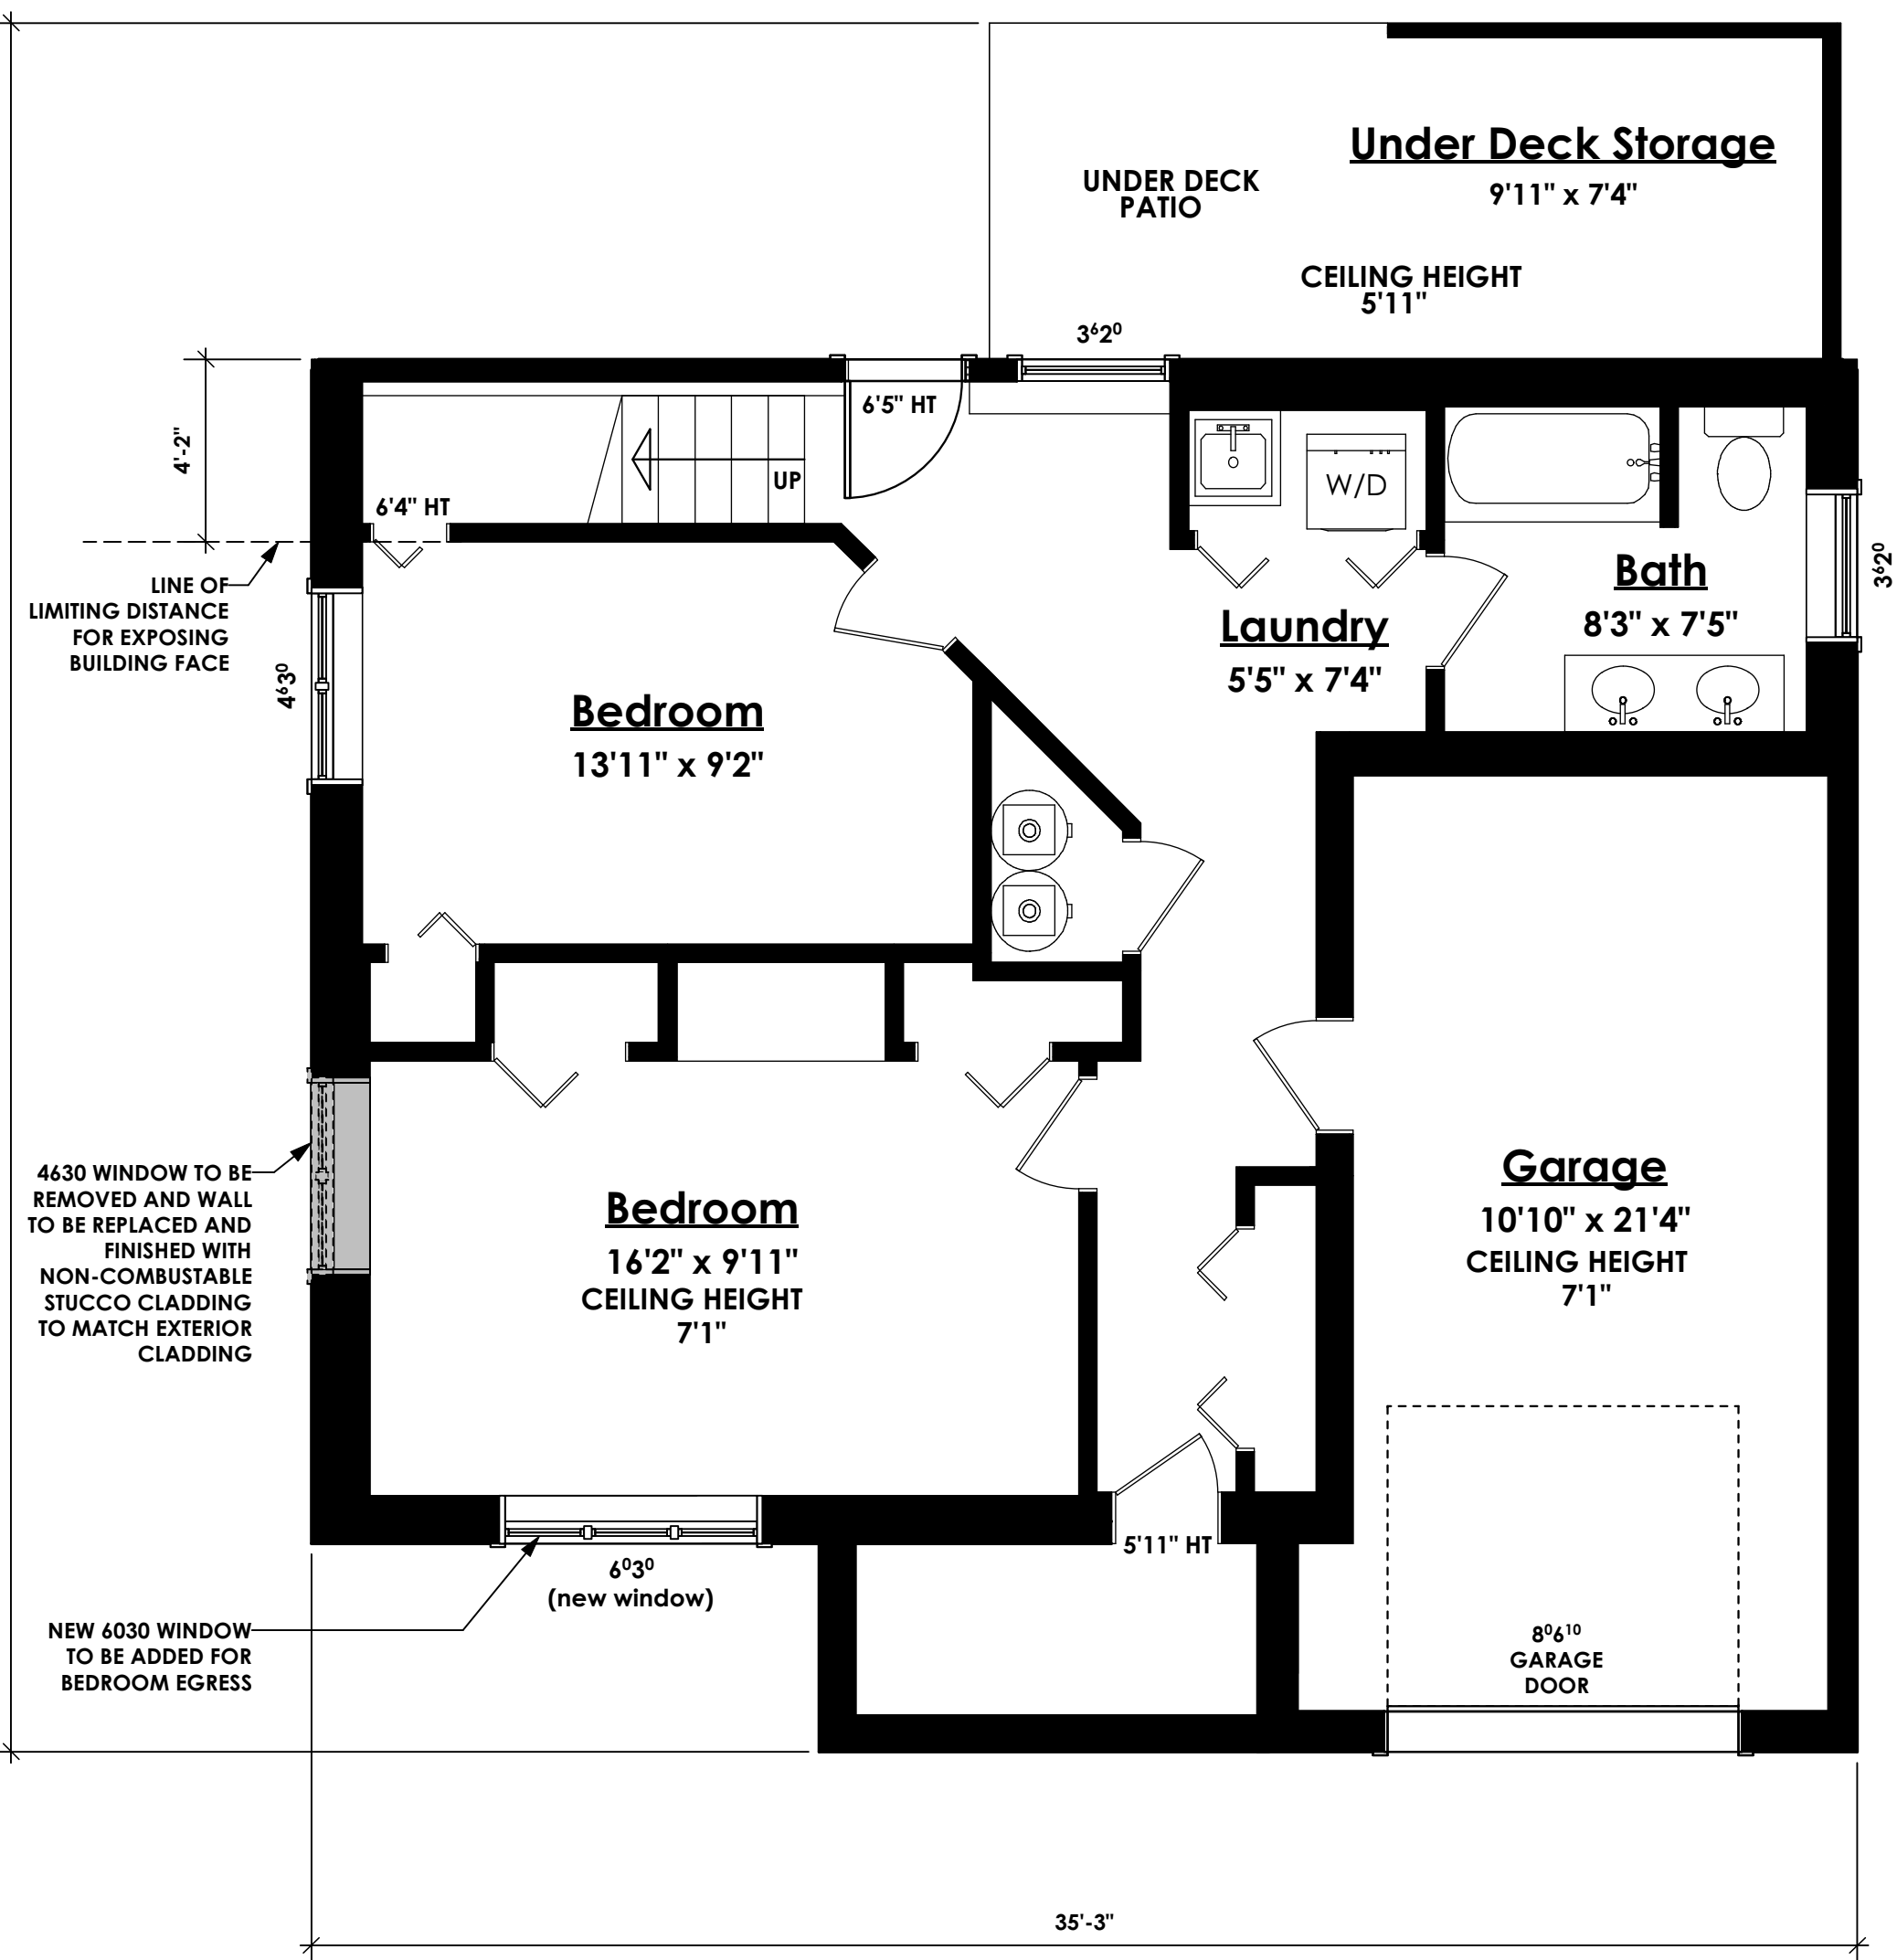 Under Deck Storage
9'11" x 7'4"
UNDER DECK
PATIO
CEILING HEIGHT
5'11"
3⁶2⁰
6'5" HT
4'-2"
UP
W/D
6'4" HT
LINE OF
LIMITING DISTANCE
FOR EXPOSING
BUILDING FACE
Bath
8'3" x 7'5"
3⁶2⁰
Laundry
5'5" x 7'4"
4⁶3⁰
Bedroom
13'11" x 9'2"
4630 WINDOW TO BE
REMOVED AND WALL
TO BE REPLACED AND
FINISHED WITH
NON-COMBUSTABLE
STUCCO CLADDING
TO MATCH EXTERIOR
CLADDING
Bedroom
16'2" x 9'11"
CEILING HEIGHT
7'1"
Garage
10'10" x 21'4"
CEILING HEIGHT
7'1"
5'11" HT
6⁰3⁰
(new window)
NEW 6030 WINDOW
TO BE ADDED FOR
BEDROOM EGRESS
8⁰6¹⁰
GARAGE
DOOR
35'-3"